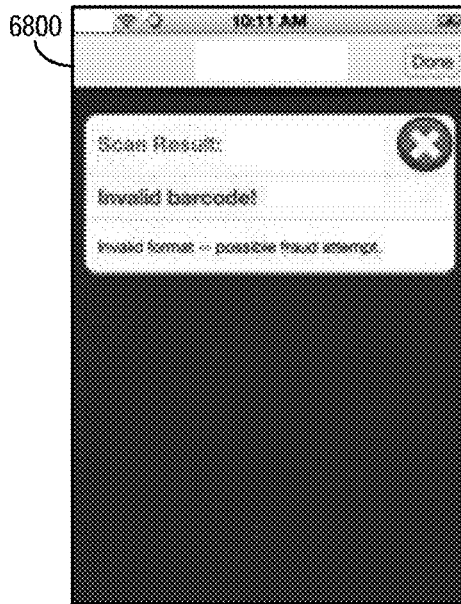 6800
10:11 AM
Done
Scan Result:
Invalid barcode!
Invalid format -- possible fraud attempt.